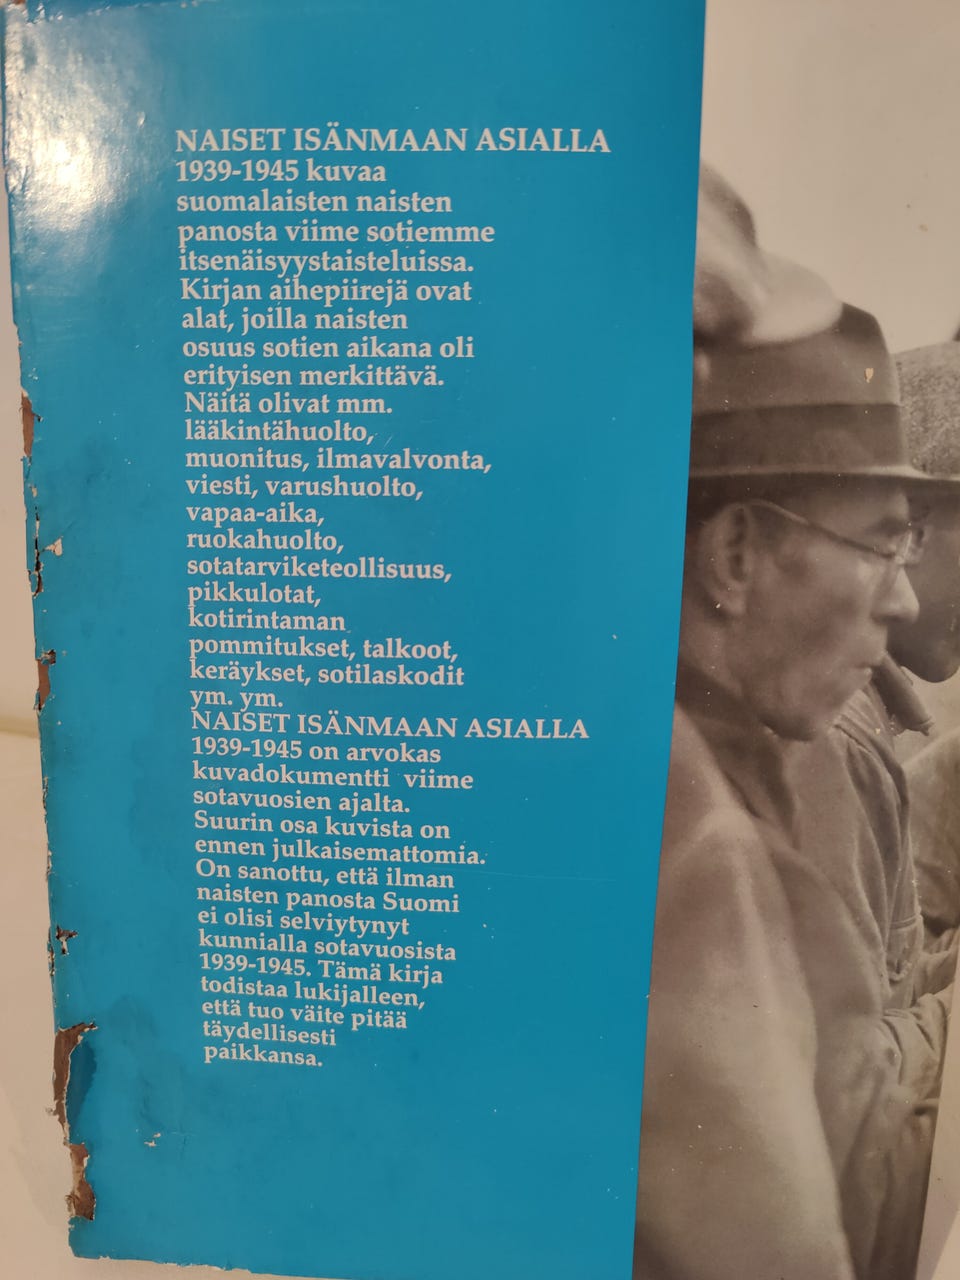 NAISET ISÄNMAAN ASIALLA
1939-1945 kuvaa
suomalaisten naisten
panosta viime sotiemme
itsenäisyystaisteluissa.
Kirjan aihepiirejä ovat
alat, joilla naisten
osuus sotien aikana oli
erityisen merkittävä.
Näitä olivat mm.
lääkintähuolto,
muonitus, ilmavalvonta,
viesti, varushuolto,
vapaa-aika,
ruokahuolto,
sotatarviketeollisuus,
pikkulotat,
kotirintaman
pommitukset, talkoot,
keräykset, sotilaskodit
ym. ym.
NAISET ISÄNMAAN ASIALLA
1939-1945 on arvokas
kuvadokumentti viime
sotavuosien ajalta.
Suurin osa kuvista on
ennen julkaisemattomia.
On sanottu, että ilman
naisten panosta Suomi
ei olisi selviytynyt
kunnialla sotavuosista
1939-1945. Tämä kirja
todistaa lukijalleen,
että tuo väite pitää
täydellisesti
paikkansa.